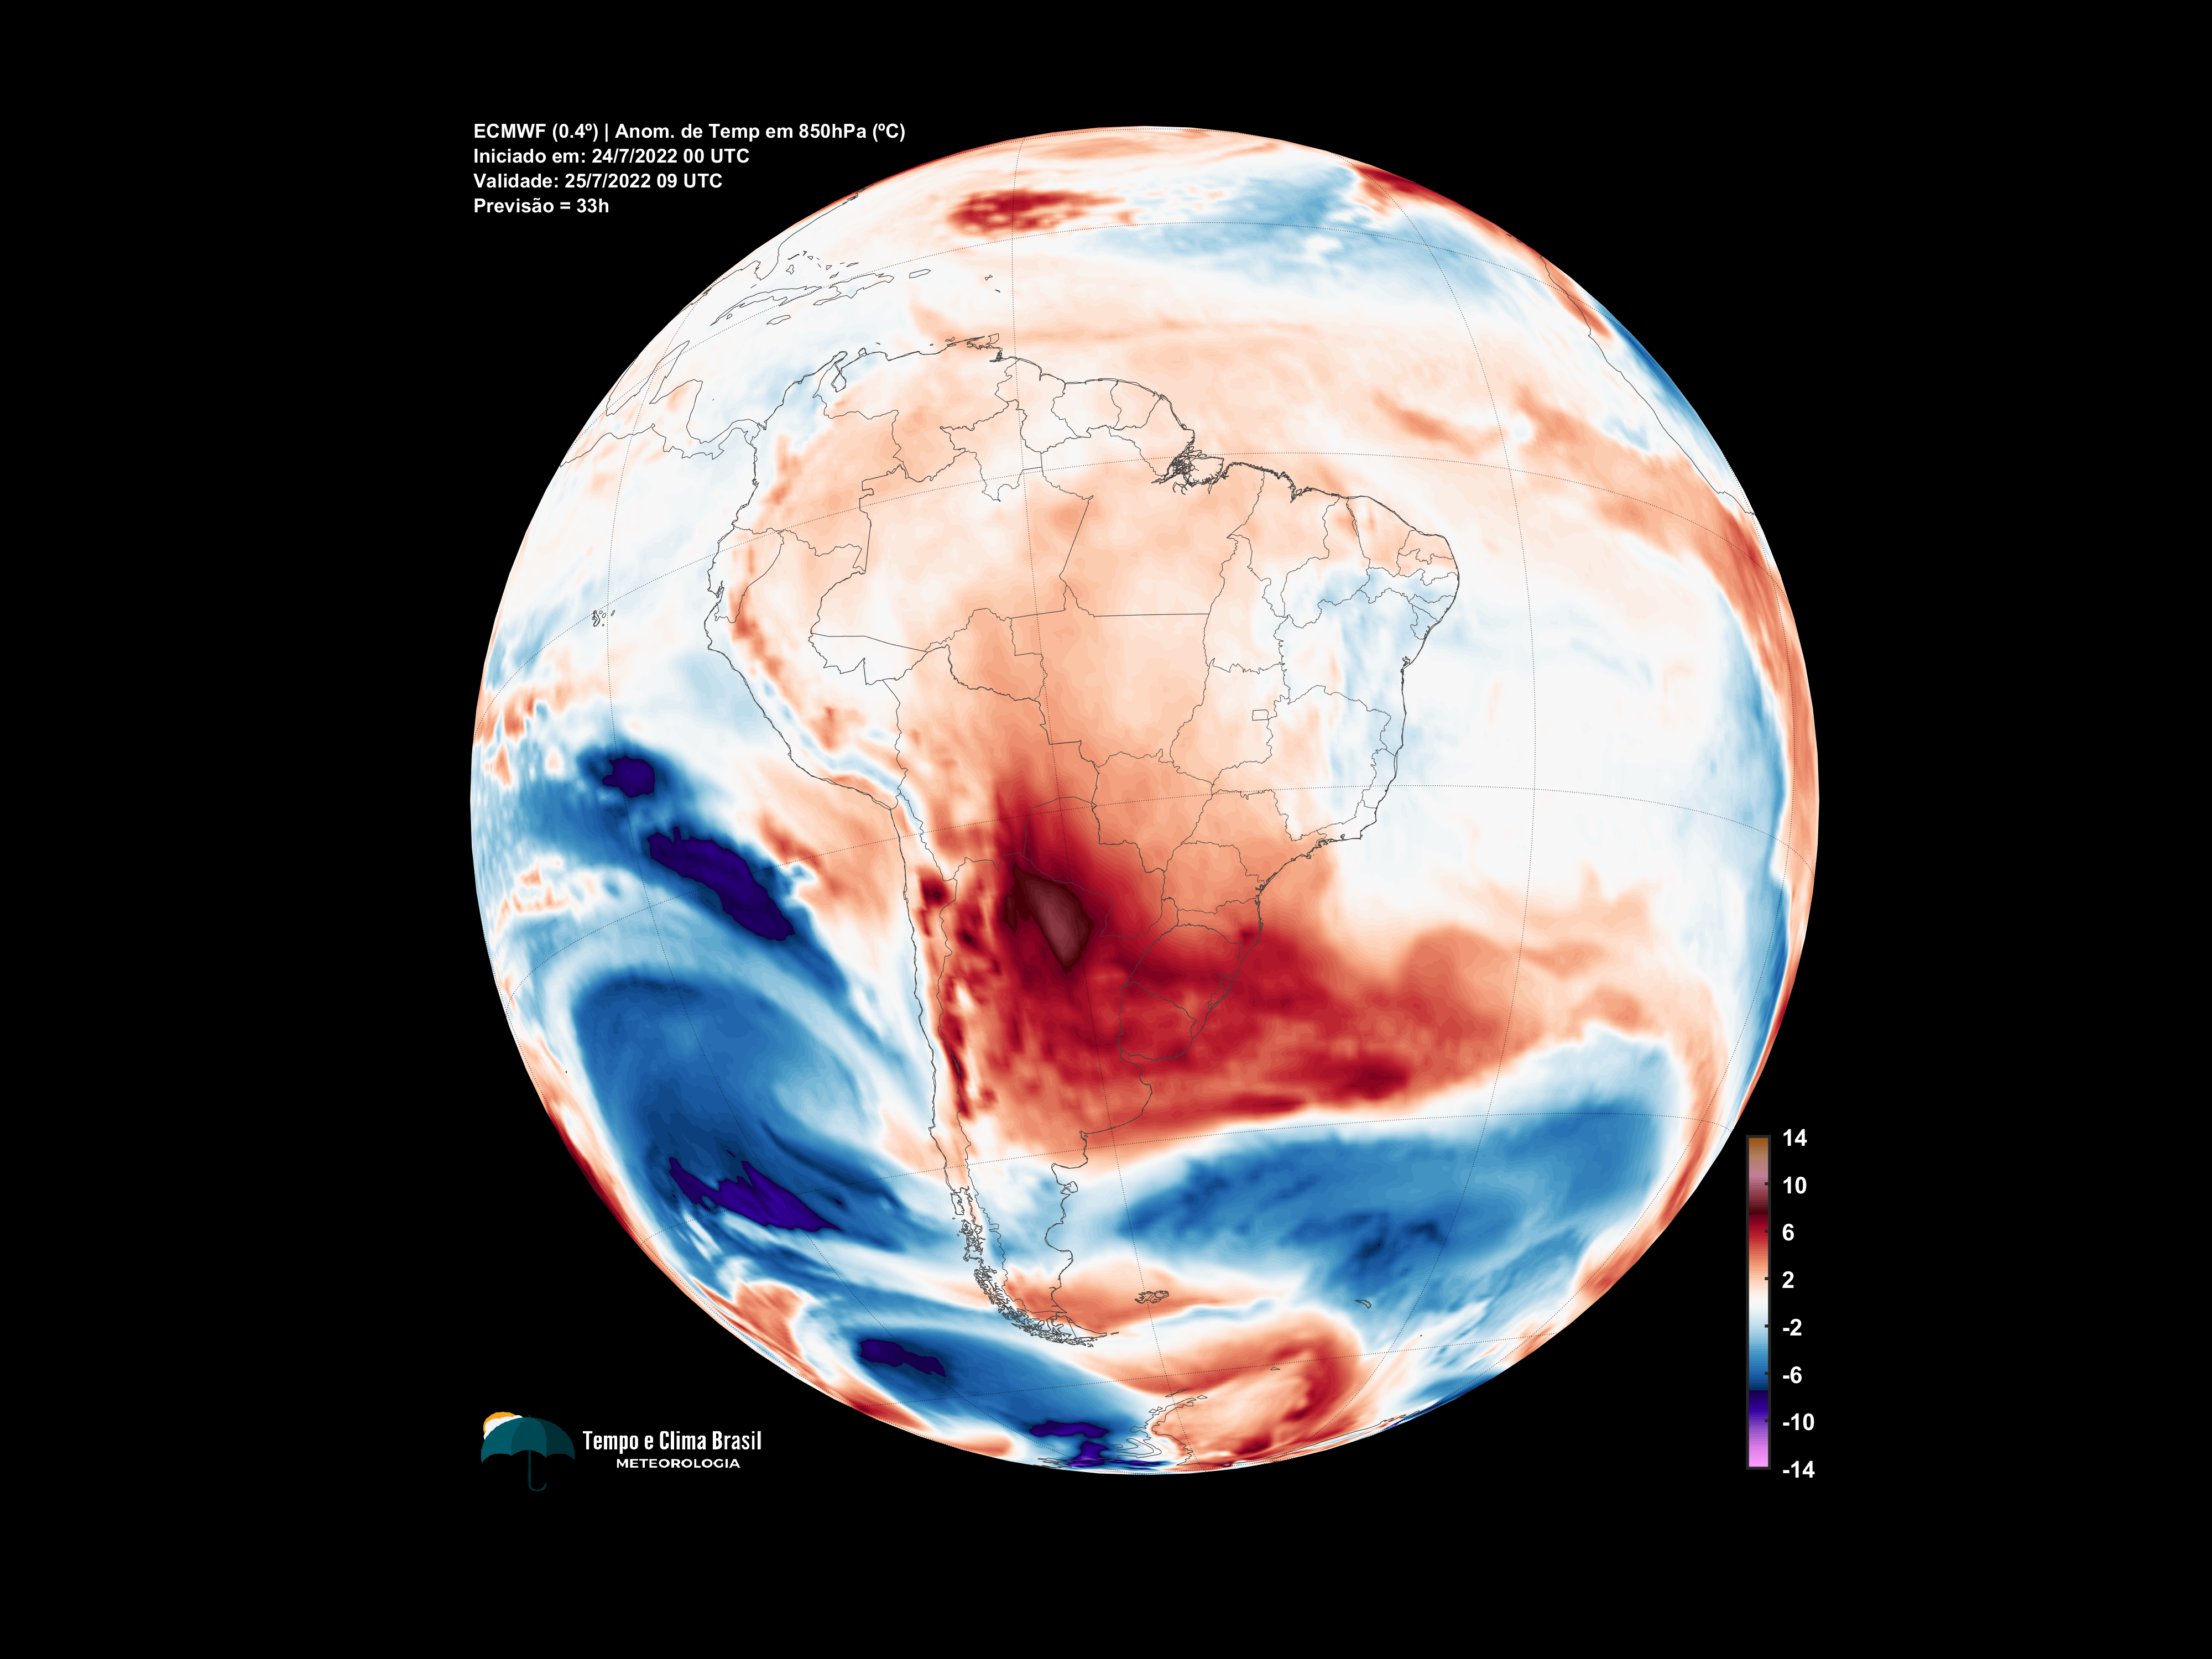 ECMWF (0.4º) | Anom. de Temp em 850hPa (ºC)
Iniciado em: 24/7/2022 00 UTC
Validade: 25/7/2022 09 UTC
Previsão = 33h
14
10
6
2
-2
-6
-10
-14
Tempo e Clima Brasil
METEOROLOGIA